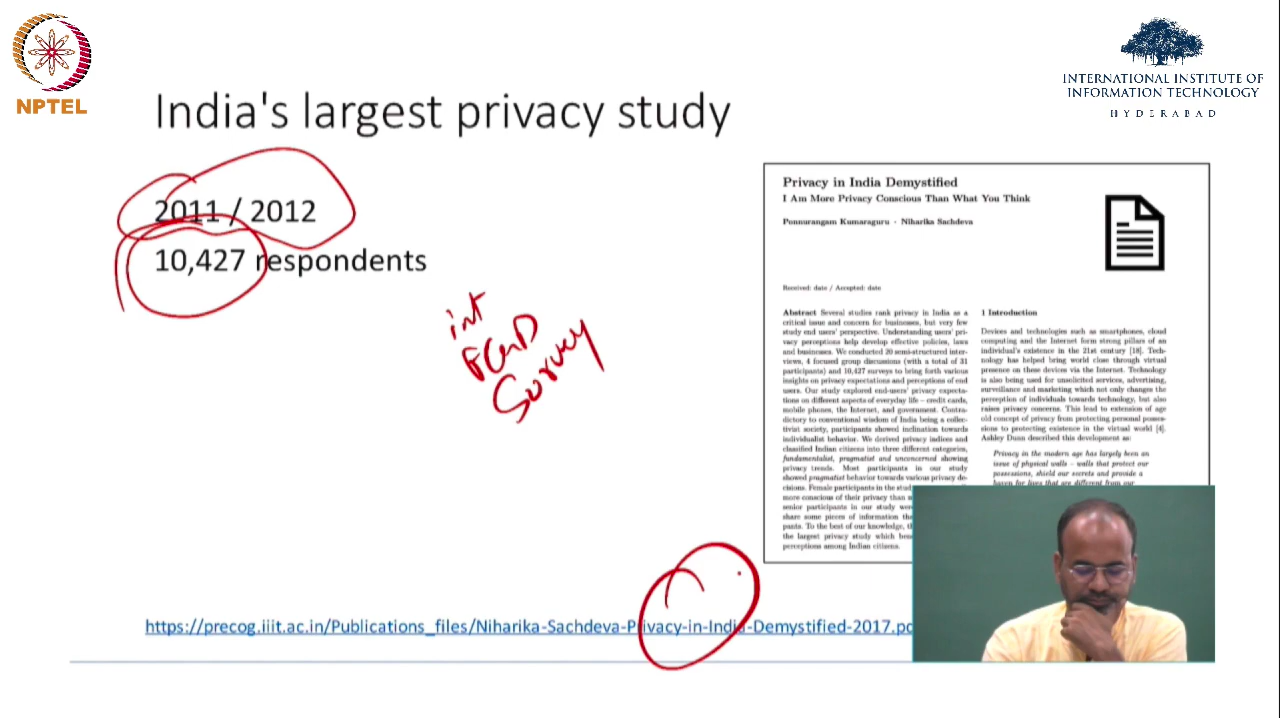 NPTEL
INTERNATIONAL INSTITUTE OF
INFORMATION TECHNOLOGY
HYDERABAD
India's largest privacy study
2011 / 2012
10,427 respondents
int
FGD
Survey
Privacy in India Demystified
I Am More Privacy Conscious Than What You Think
Ponnurangam Kumaraguru · Niharika Sachdeva
Received: date / Accepted: date
Abstract Several studies rank privacy in India as a
critical issue and concern for businesses, but very few
study end users' perspective. Understanding users' pri-
vacy perceptions help develop effective policies, laws
and businesses. We conducted 20 semi-structured inter-
views, 4 focused group discussions (with a total of 31
participants) and 10,427 surveys to bring forth various
insights on privacy expectations and perceptions of end
users. Our study explored end-users' privacy expecta-
tions on different aspects of everyday life – credit cards,
mobile phones, the Internet, and government. Contra-
dictory to conventional wisdom of India being a collec-
tivist society, participants showed inclination towards
individualist behavior. We derived privacy indices and
classified Indian citizens into three different categories,
fundamentalist, pragmatist and unconcerned showing
privacy trends. Most participants in our study
showed pragmatist behavior towards various privacy de-
cisions. Female participants in the stud
more conscious of their privacy than
senior participants in our study wer
share some pieces of information tha
pants. To the best of our knowledge, th
the largest privacy study which ben
perceptions among Indian citizens.
1 Introduction
Devices and technologies such as smartphones, cloud
computing and the Internet form strong pillars of an
individual's existence in the 21st century [18]. Tech-
nology has helped bring world close through virtual
presence on these devices via the Internet. Technology
is also being used for unsolicited services, advertising,
surveillance and marketing which not only changes the
perception of individuals towards technology, but also
raises privacy concerns. This lead to extension of age
old concept of privacy from protecting personal posses-
sions to protecting existence in the virtual world [4].
Ashley Dunn described this development as:
Privacy in the modern age has largely been an
issue of physical walls – walls that protect our
possessions, shield our secrets and provide a
haven for lives that are different from our
https://precog.iiit.ac.in/Publications_files/Niharika-Sachdeva-Privacy-in-India-Demystified-2017.pd